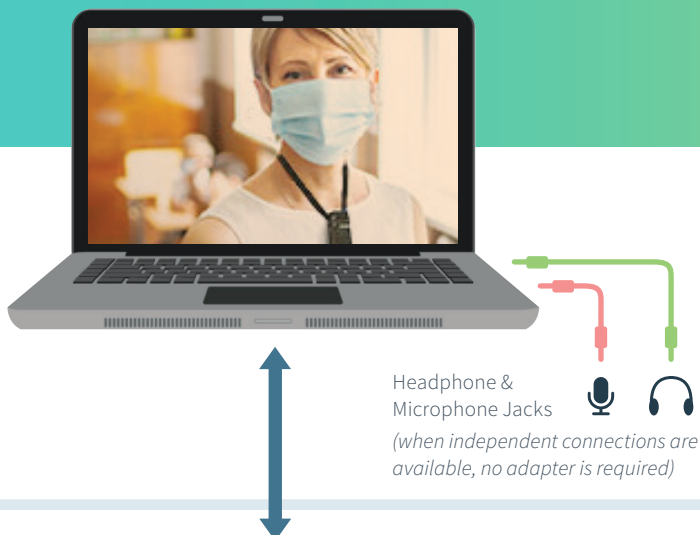 Headphone &
Microphone Jacks
(when independent connections are
available, no adapter is required)